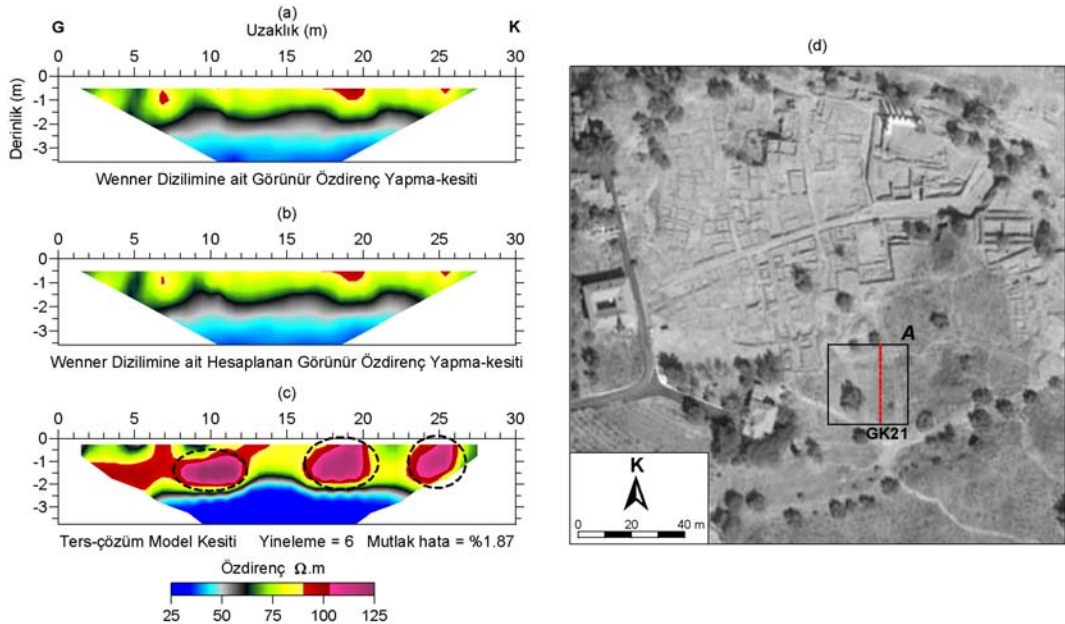 (a)
G K
Uzaklık (m)
0 5 10 15 20 25 30
Derinlik (m)
0
-1
-2
-3
Wenner Dizilimine ait Görünür Özdirenç Yapma-kesiti
(b)
0 5 10 15 20 25 30
0
-1
-2
-3
Wenner Dizilimine ait Hesaplanan Görünür Özdirenç Yapma-kesiti
(c)
0 5 10 15 20 25 30
0
-1
-2
-3
Ters-çözüm Model Kesiti Yineleme = 6 Mutlak hata = %1.87
Özdirenç Ω.m
25 50 75 100 125
(d)
A
GK21
K
0 20 40 m